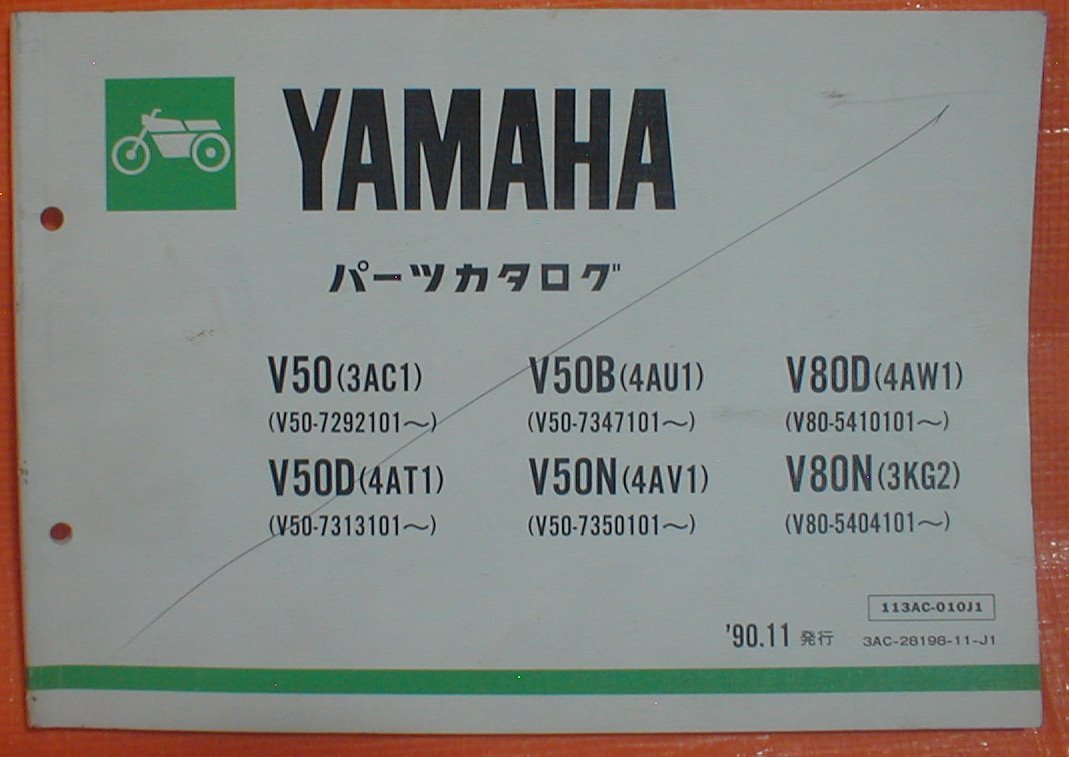 YAMAHA
パーツカタログ
V50(3AC1) V50B(4AU1) V80D(4AW1)
(V50-7292101〜) (V50-7347101〜) (V80-5410101〜)
V50D(4AT1) V50N(4AV1) V80N(3KG2)
(V50-7313101〜) (V50-7350101〜) (V80-5404101〜)
113AC-010J1
'90.11 発行 3AC-28198-11-J1